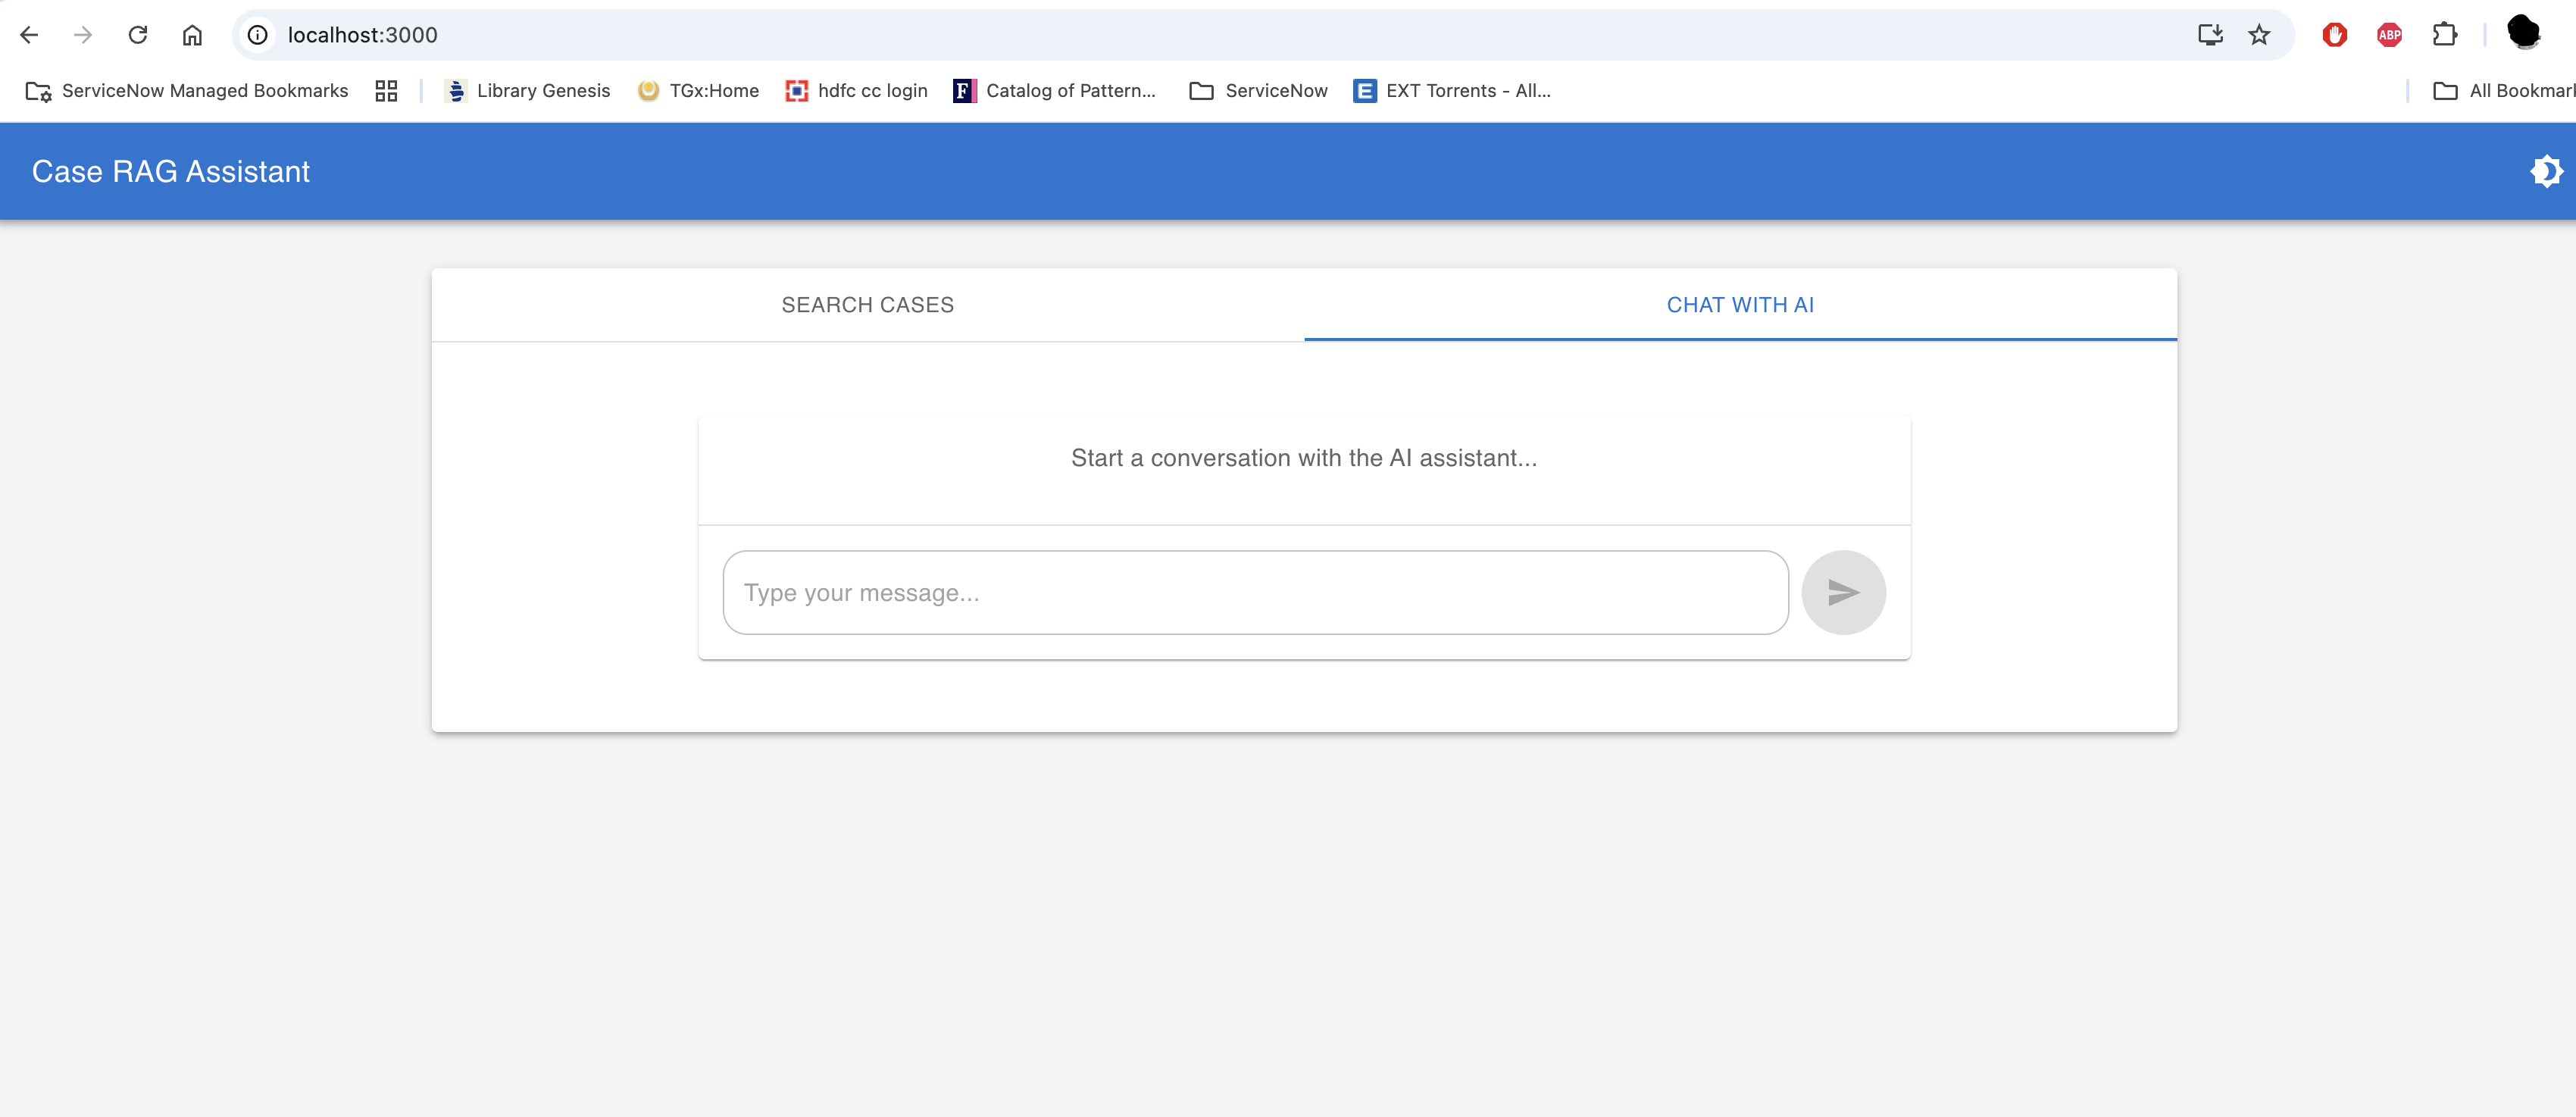 localhost:3000
ServiceNow Managed Bookmarks Library Genesis TGx:Home hdfc cc login F Catalog of Pattern... ServiceNow E EXT Torrents - All... All Bookmar
ABP
Case RAG Assistant
SEARCH CASES CHAT WITH AI
Start a conversation with the AI assistant...
Type your message...